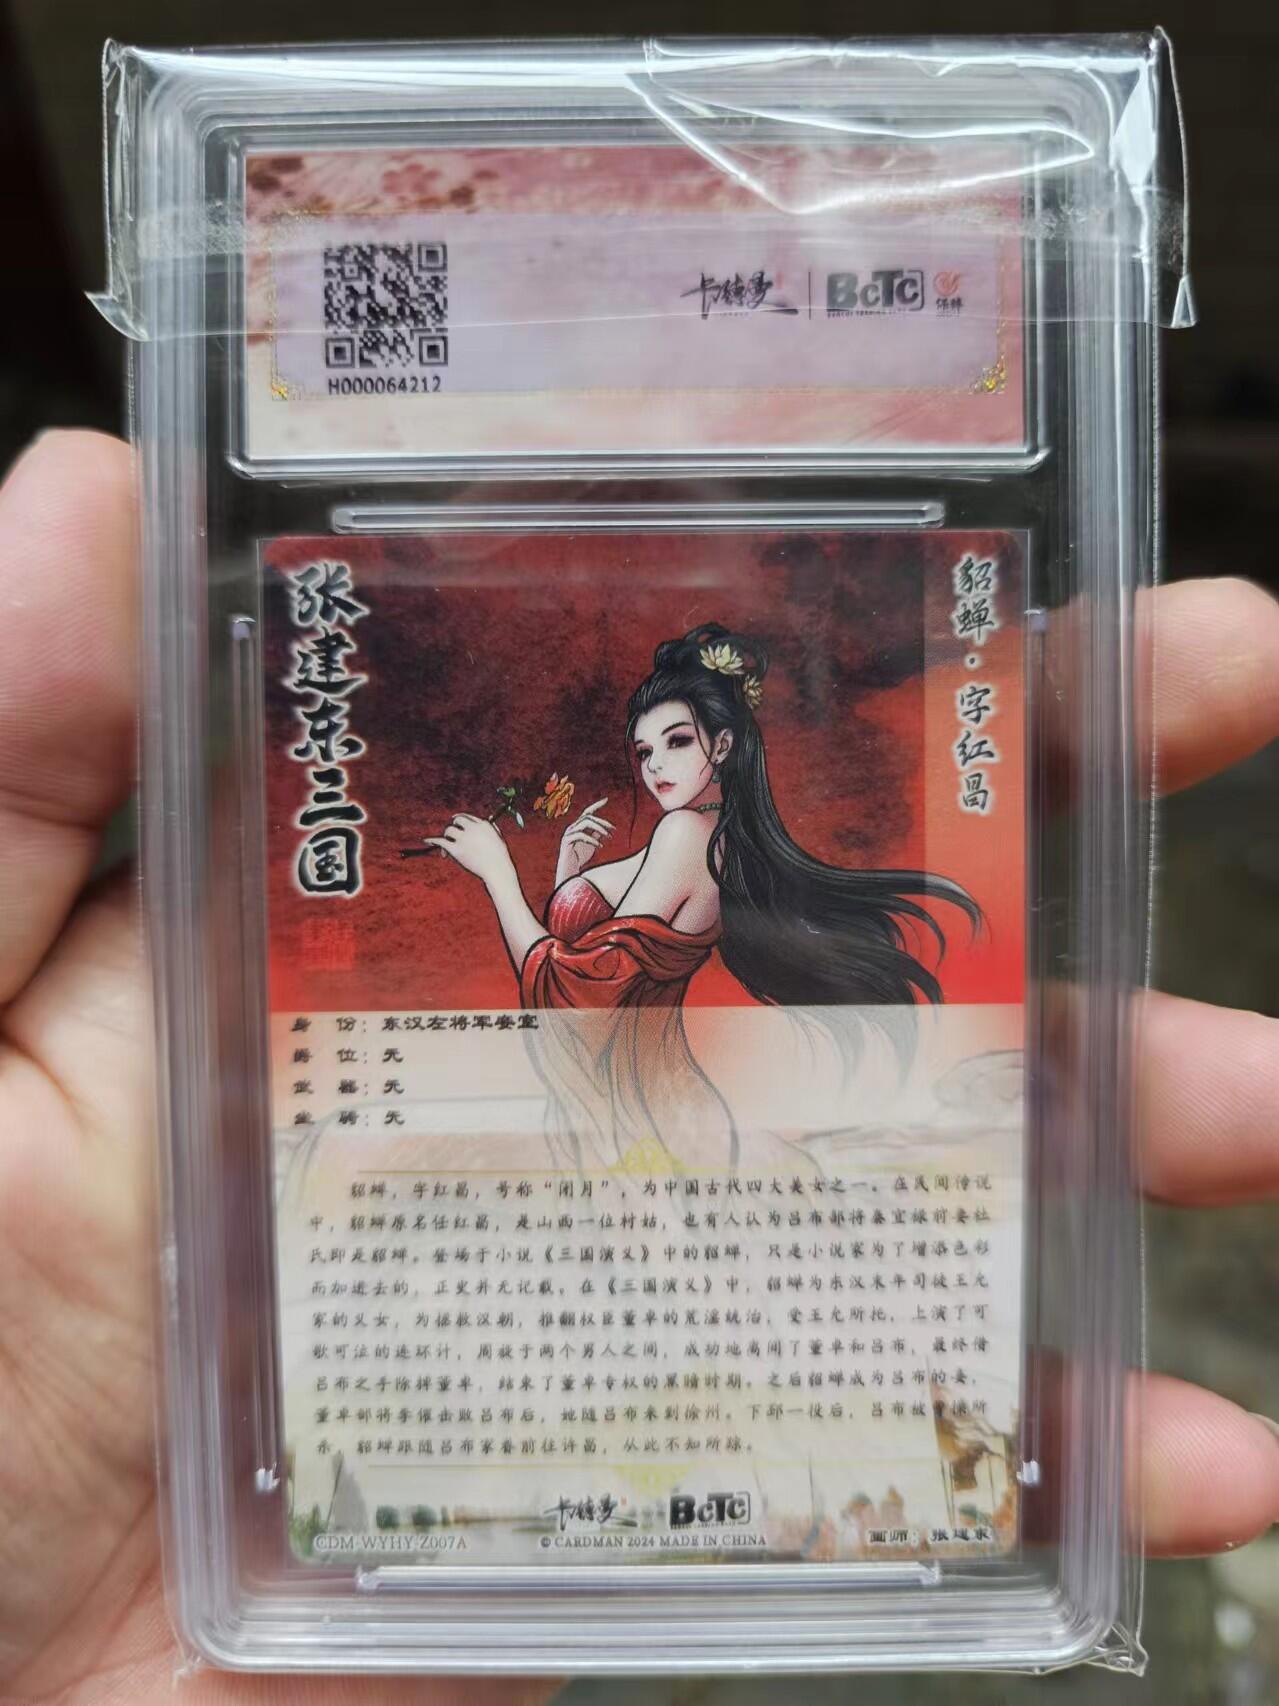 卡德曼 BCTC 保粹
H000064212
张建东三国
貂蝉·字红昌
身 份：东汉左将军妾室
爵 位：无
武 器：无
坐 骑：无
貂蝉，字红昌，号称“闭月”，为中国古代四大美女之一。在民间传说
中，貂蝉原名任红昌，是山西一位村姑，也有人认为吕布部将秦宜禄前妻杜
氏即是貂蝉。登场于小说《三国演义》中的貂蝉，只是小说家为了增添色彩
而加进去的，正史并无记载。在《三国演义》中，貂蝉为东汉末年司徒王允
家的义女，为拯救汉朝，推翻权臣董卓的荒淫统治，受王允所托，上演了可
歌可泣的连环计，周旋于两个男人之间，成功地离间了董卓和吕布，最终借
吕布之手除掉董卓，结束了董卓专权的黑暗时期。之后貂蝉成为吕布的妾，
董卓部将李傕击败吕布后，她随吕布来到徐州。下邳一役后，吕布被曹操所
杀，貂蝉跟随吕布家眷前往许昌，从此不知所踪。
卡德曼 BCTC
CDM-WYHY-Z007A
© CARDMAN 2024 MADE IN CHINA
画师：张建东